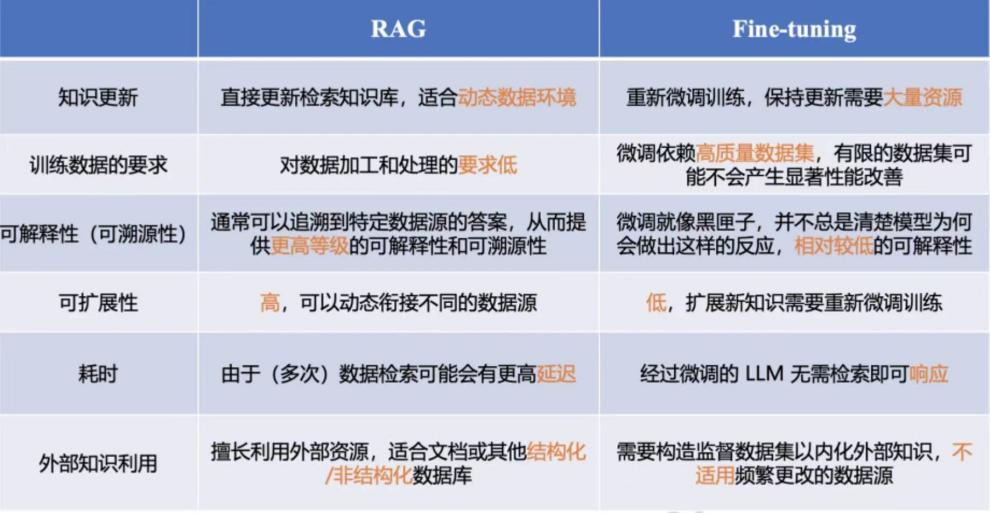 RAG
Fine-tuning
知识更新
直接更新检索知识库，适合动态数据环境
重新微调训练，保持更新需要大量资源
训练数据的要求
对数据加工和处理的要求低
微调依赖高质量数据集，有限的数据集可
能不会产生显著性能改善
可解释性（可溯源性）
通常可以追溯到特定数据源的答案，从而提
供更高等级的可解释性和可溯源性
微调就像黑匣子，并不总是清楚模型为何
会做出这样的反应，相对较低的可解释性
可扩展性
高，可以动态衔接不同的数据源
低，扩展新知识需要重新微调训练
耗时
由于（多次）数据检索可能会有更高延迟
经过微调的 LLM 无需检索即可响应
外部知识利用
擅长利用外部资源，适合文档或其他结构化
/非结构化数据库
需要构造监督数据集以内化外部知识，不
适用频繁更改的数据源